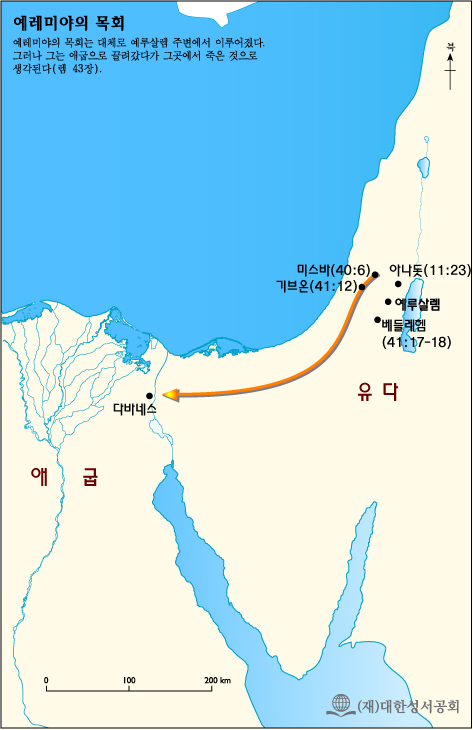 예레미야의 목회
예레미야의 목회는 대체로 예루살렘 주변에서 이루어졌다.
그러나 그는 애굽으로 끌려갔다가 그곳에서 죽은 것으로
생각된다(렘 43장).
북
미스바(40:6)
아나돗(11:23)
기브온(41:12)
예루살렘
베들레헴
(41:17-18)
유다
다바네스
애굽
0 100 200 km
(재)대한성서공회